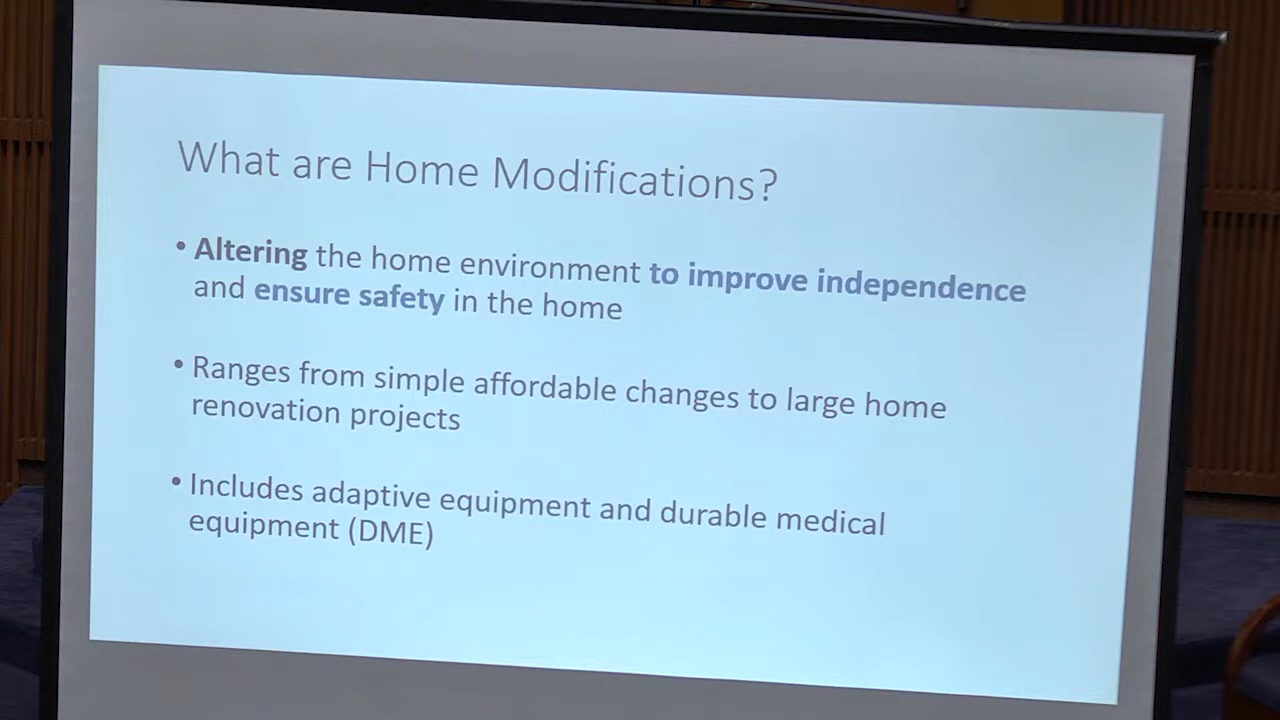 What are Home Modifications?
• Altering the home environment to improve independence
and ensure safety in the home
• Ranges from simple affordable changes to large home
renovation projects
• Includes adaptive equipment and durable medical
equipment (DME)